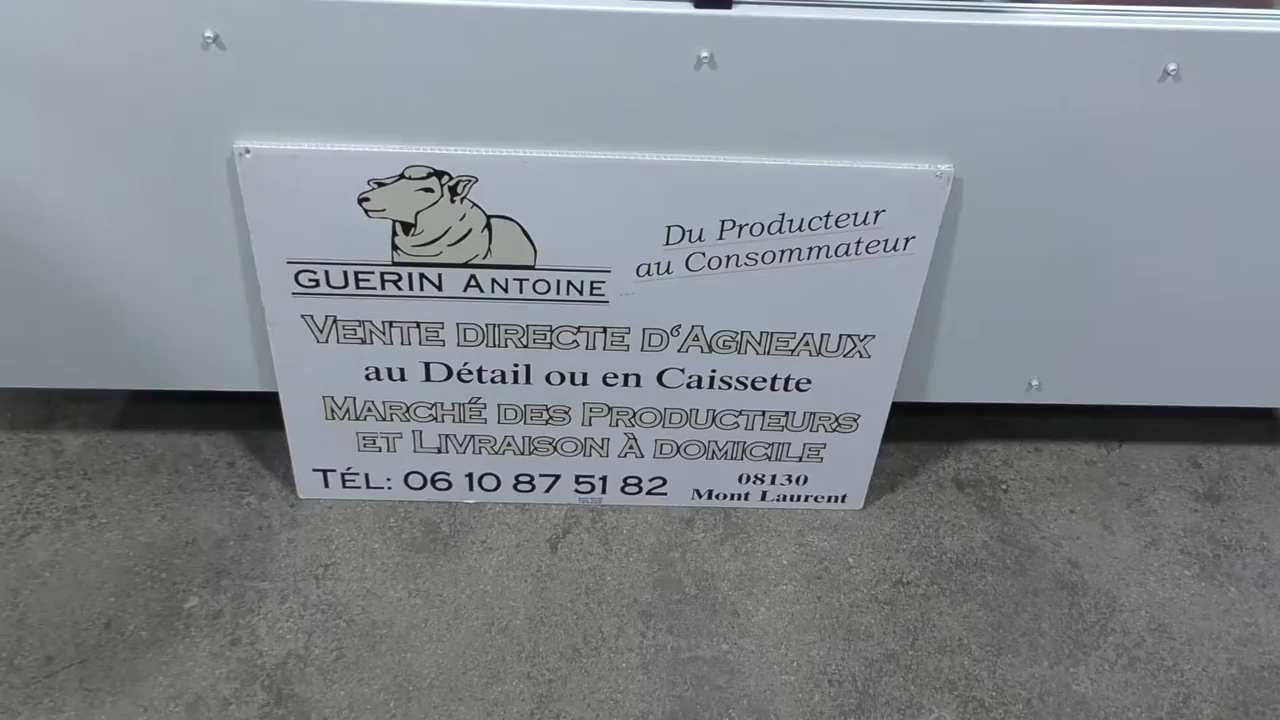 Du Producteur
au Consommateur
GUERIN ANTOINE
VENTE DIRECTE D'AGNEAUX
au Détail ou en Caissette
MARCHÉ DES PRODUCTEURS
ET LIVRAISON À DOMICILE
TÉL: 06 10 87 51 82
08130
Mont Laurent